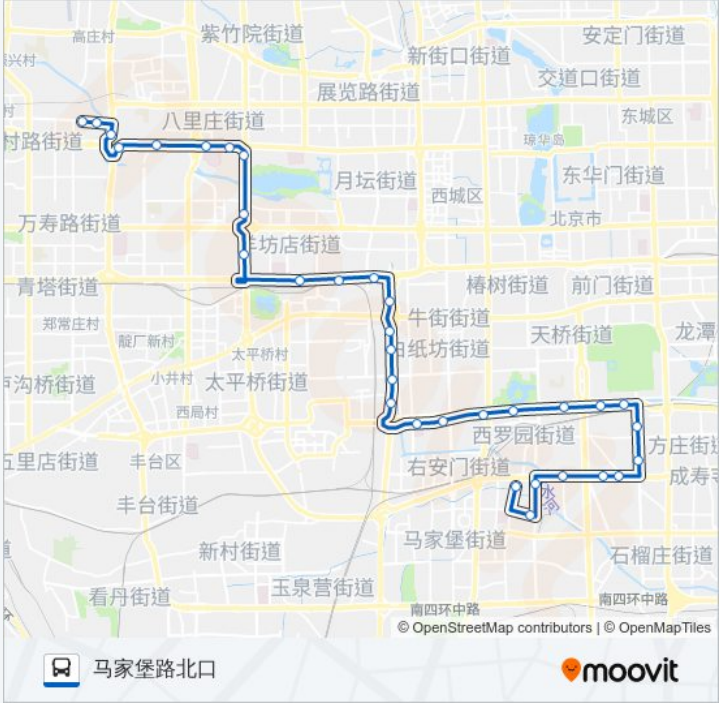 高庄村
紫竹院街道
安定门街道
新街口街道
兴村
交道口街道
展览路街道
村
八里庄街道
东城区
村路街道
琼华岛
月坛街道
东华门街道
西城区
万寿路街道
北京市
羊坊店街道
青塔街道
椿树街道
前门街道
郑常庄村
牛街街道
靛厂新村
天桥街道
龙潭
白纸坊街道
太平桥村
小井村
太平桥街道
卢沟桥街道
西局村
西罗园街道
方庄街道
五里店街道
丰台区
右安门街道
成寿寺
丰台街道
凉水
马家堡街道
新村街道
石榴庄街道
玉泉营街道
看丹街道
南四环中路
南四环中路
© OpenStreetMap contributors | © OpenMapTiles
马家堡路北口
moovit